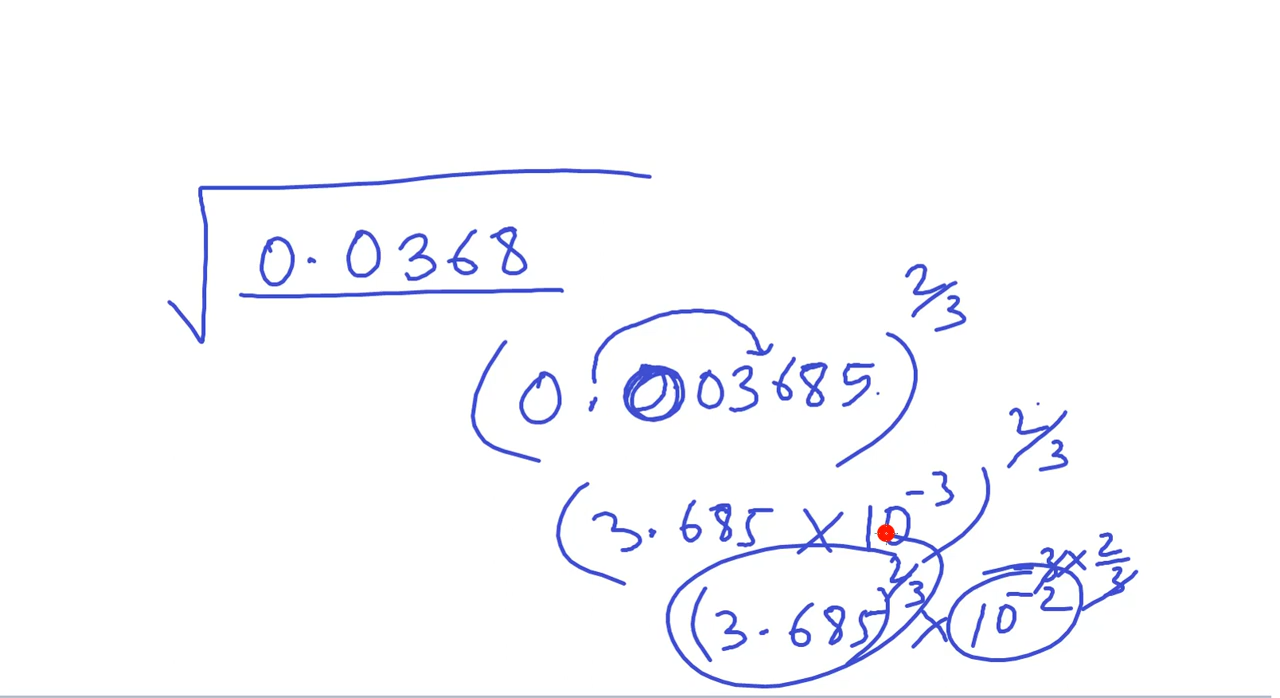 √0.0368
(0.003685)^2/3
(3.685 × 10^-3)^2/3
(3.685)^2/3 × 10^-2 -3×2/3